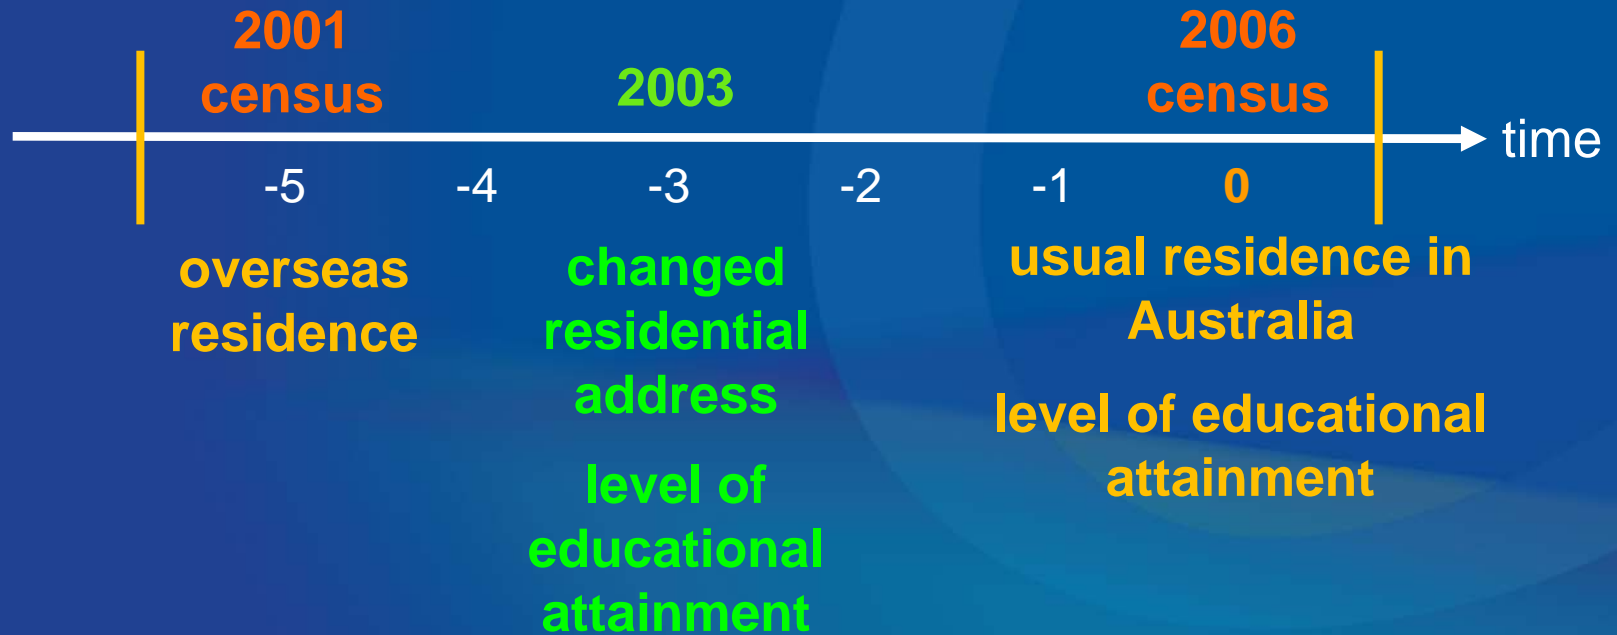 2001
census
2003
2006
census
time
-5 -4 -3 -2 -1 0
overseas
residence
changed
residential
address
level of
educational
attainment
usual residence in
Australia
level of educational
attainment